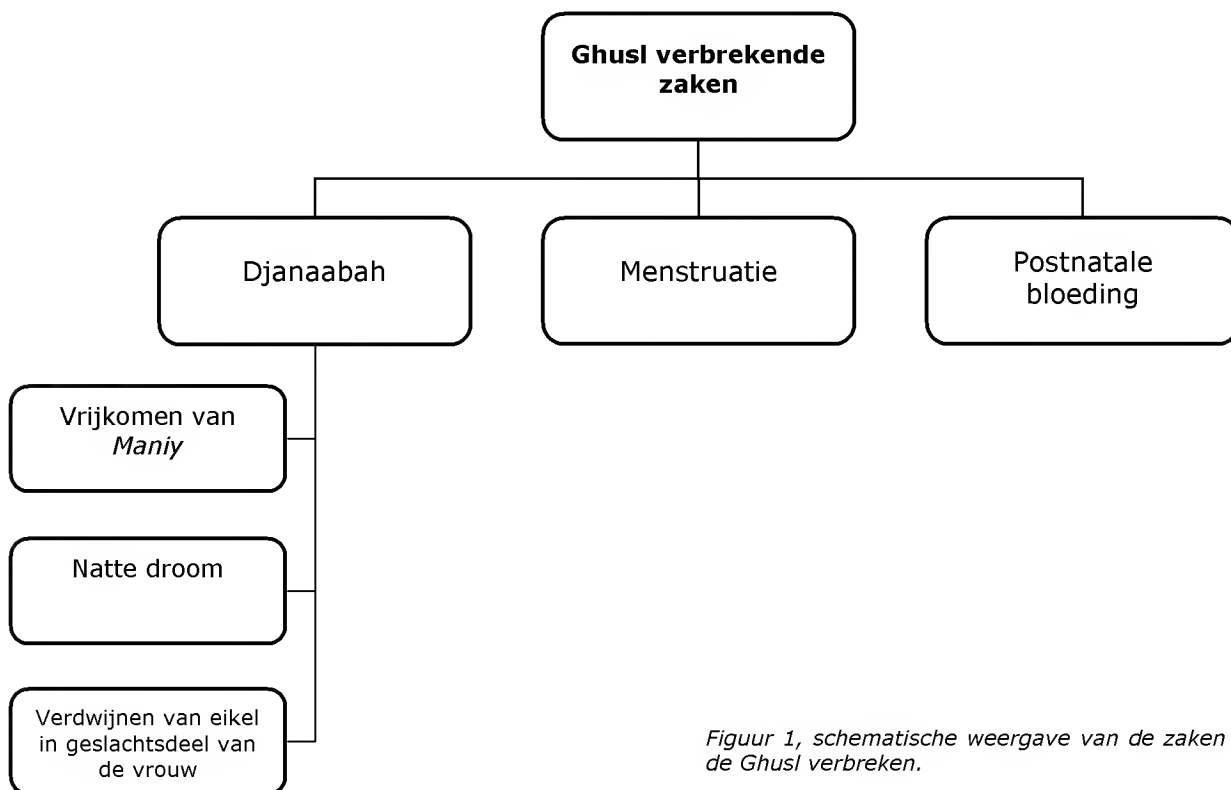 Ghusl verbrekende
zaken
Djanaabah
Menstruatie
Postnatale
bloeding
Vrijkomen van
Maniy
Natte droom
Verdwijnen van eikel
in geslachtsdeel van
de vrouw
Figuur 1, schematische weergave van de zaken
de Ghusl verbreken.